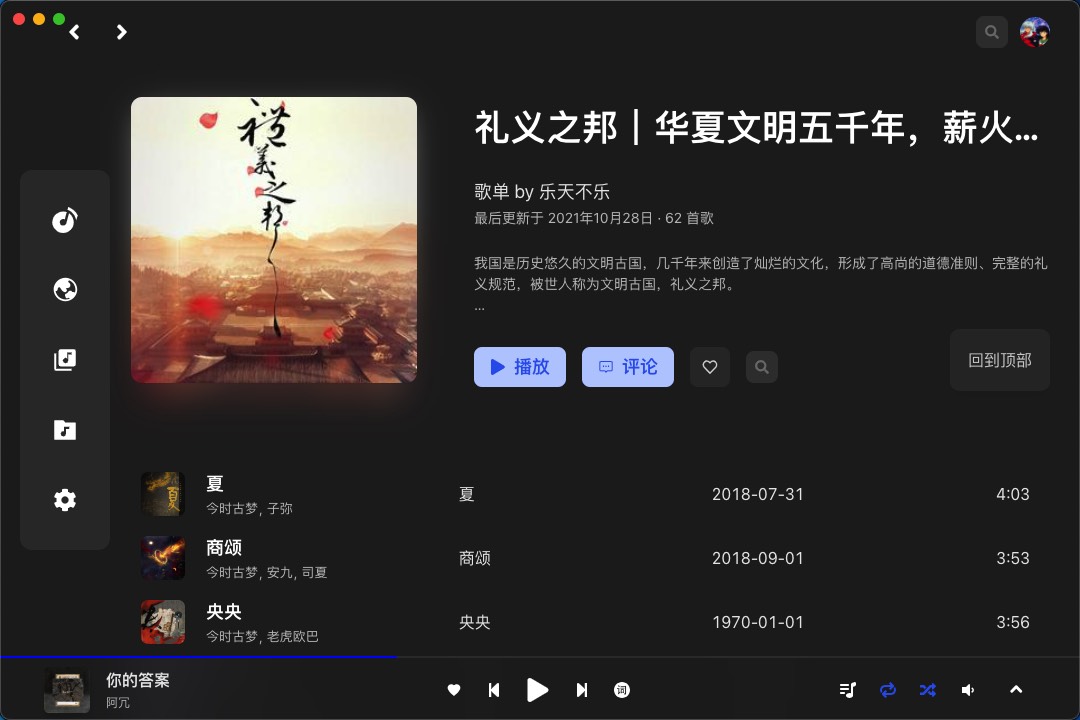 禮義之邦
礼义之邦｜华夏文明五千年，薪火...
歌单 by 乐天不乐
最后更新于 2021年10月28日 · 62 首歌
我国是历史悠久的文明古国，几千年来创造了灿烂的文化，形成了高尚的道德准则、完整的礼
义规范，被世人称为文明古国，礼义之邦。
...
播放
评论
回到顶部
夏
今时古梦, 子弥
夏
2018-07-31
4:03
商颂
今时古梦, 安九, 司夏
商颂
2018-09-01
3:53
央央
今时古梦, 老虎欧巴
央央
1970-01-01
3:56
你的答案
阿冗
词